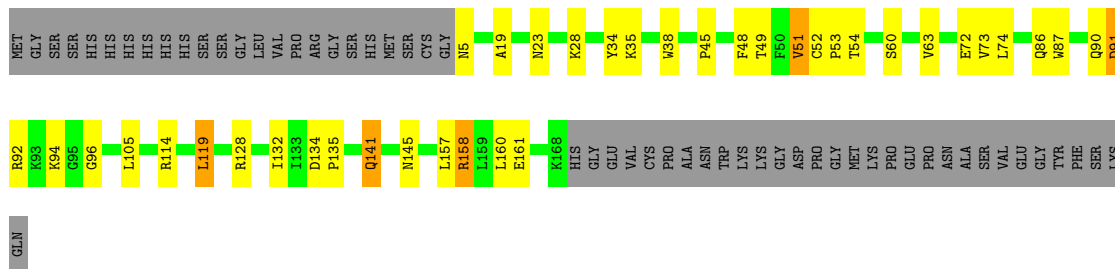 MET GLY SER SER HIS HIS HIS HIS HIS HIS SER SER GLY LEU VAL PRO ARG GLY SER HIS MET SER CYS GLY N5 A19 N23 K28 Y34 K35 W38 P45 F48 T49 F50 V51 C52 P53 T54 S60 V63 E72 V73 L74 Q86 W87 Q90
R92 K93 K94 G95 G96 L105 R114 L119 R128 I132 I133 D134 P135 Q141 N145 L157 R158 L159 L160 E161 K168 HIS GLY GLU VAL CYS PRO ALA ASN TRP LYS LYS GLY ASP PRO GLY MET LYS PRO GLU PRO ASN ALA SER VAL GLU GLY TYR PHE SER LYS
GLN